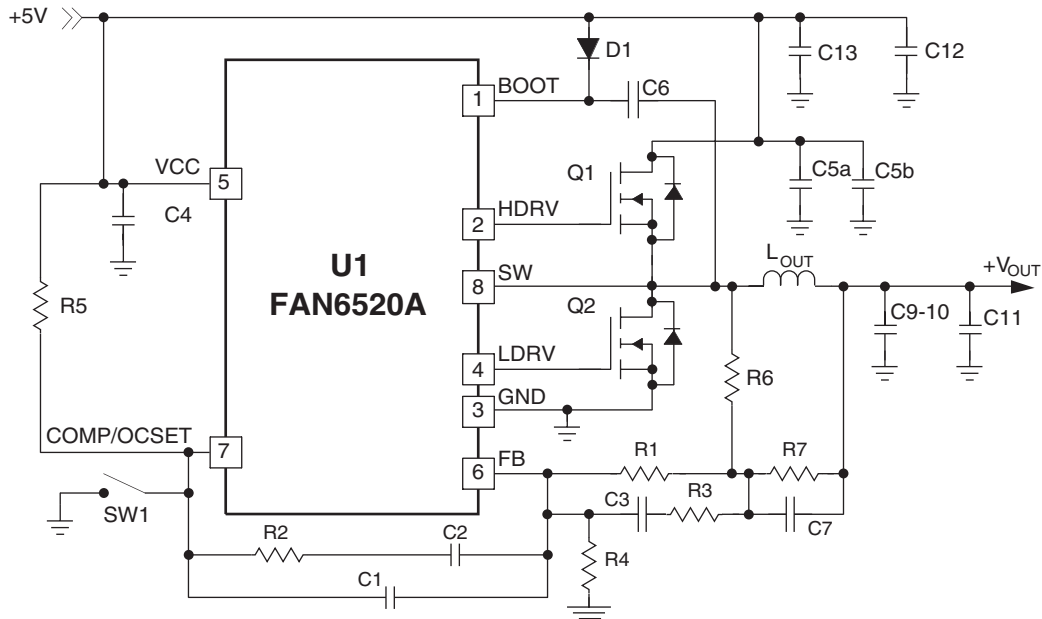 +5V
D1
C13
C12
1
BOOT
C6
VCC
5
C4
Q1
C5a
C5b
2
HDRV
U1
FAN6520A
8
SW
LOUT
+VOUT
R5
Q2
C9-10
C11
4
LDRV
R6
3
GND
COMP/OCSET
7
6
FB
R1
R7
SW1
C3
R3
C7
R2
C2
R4
C1